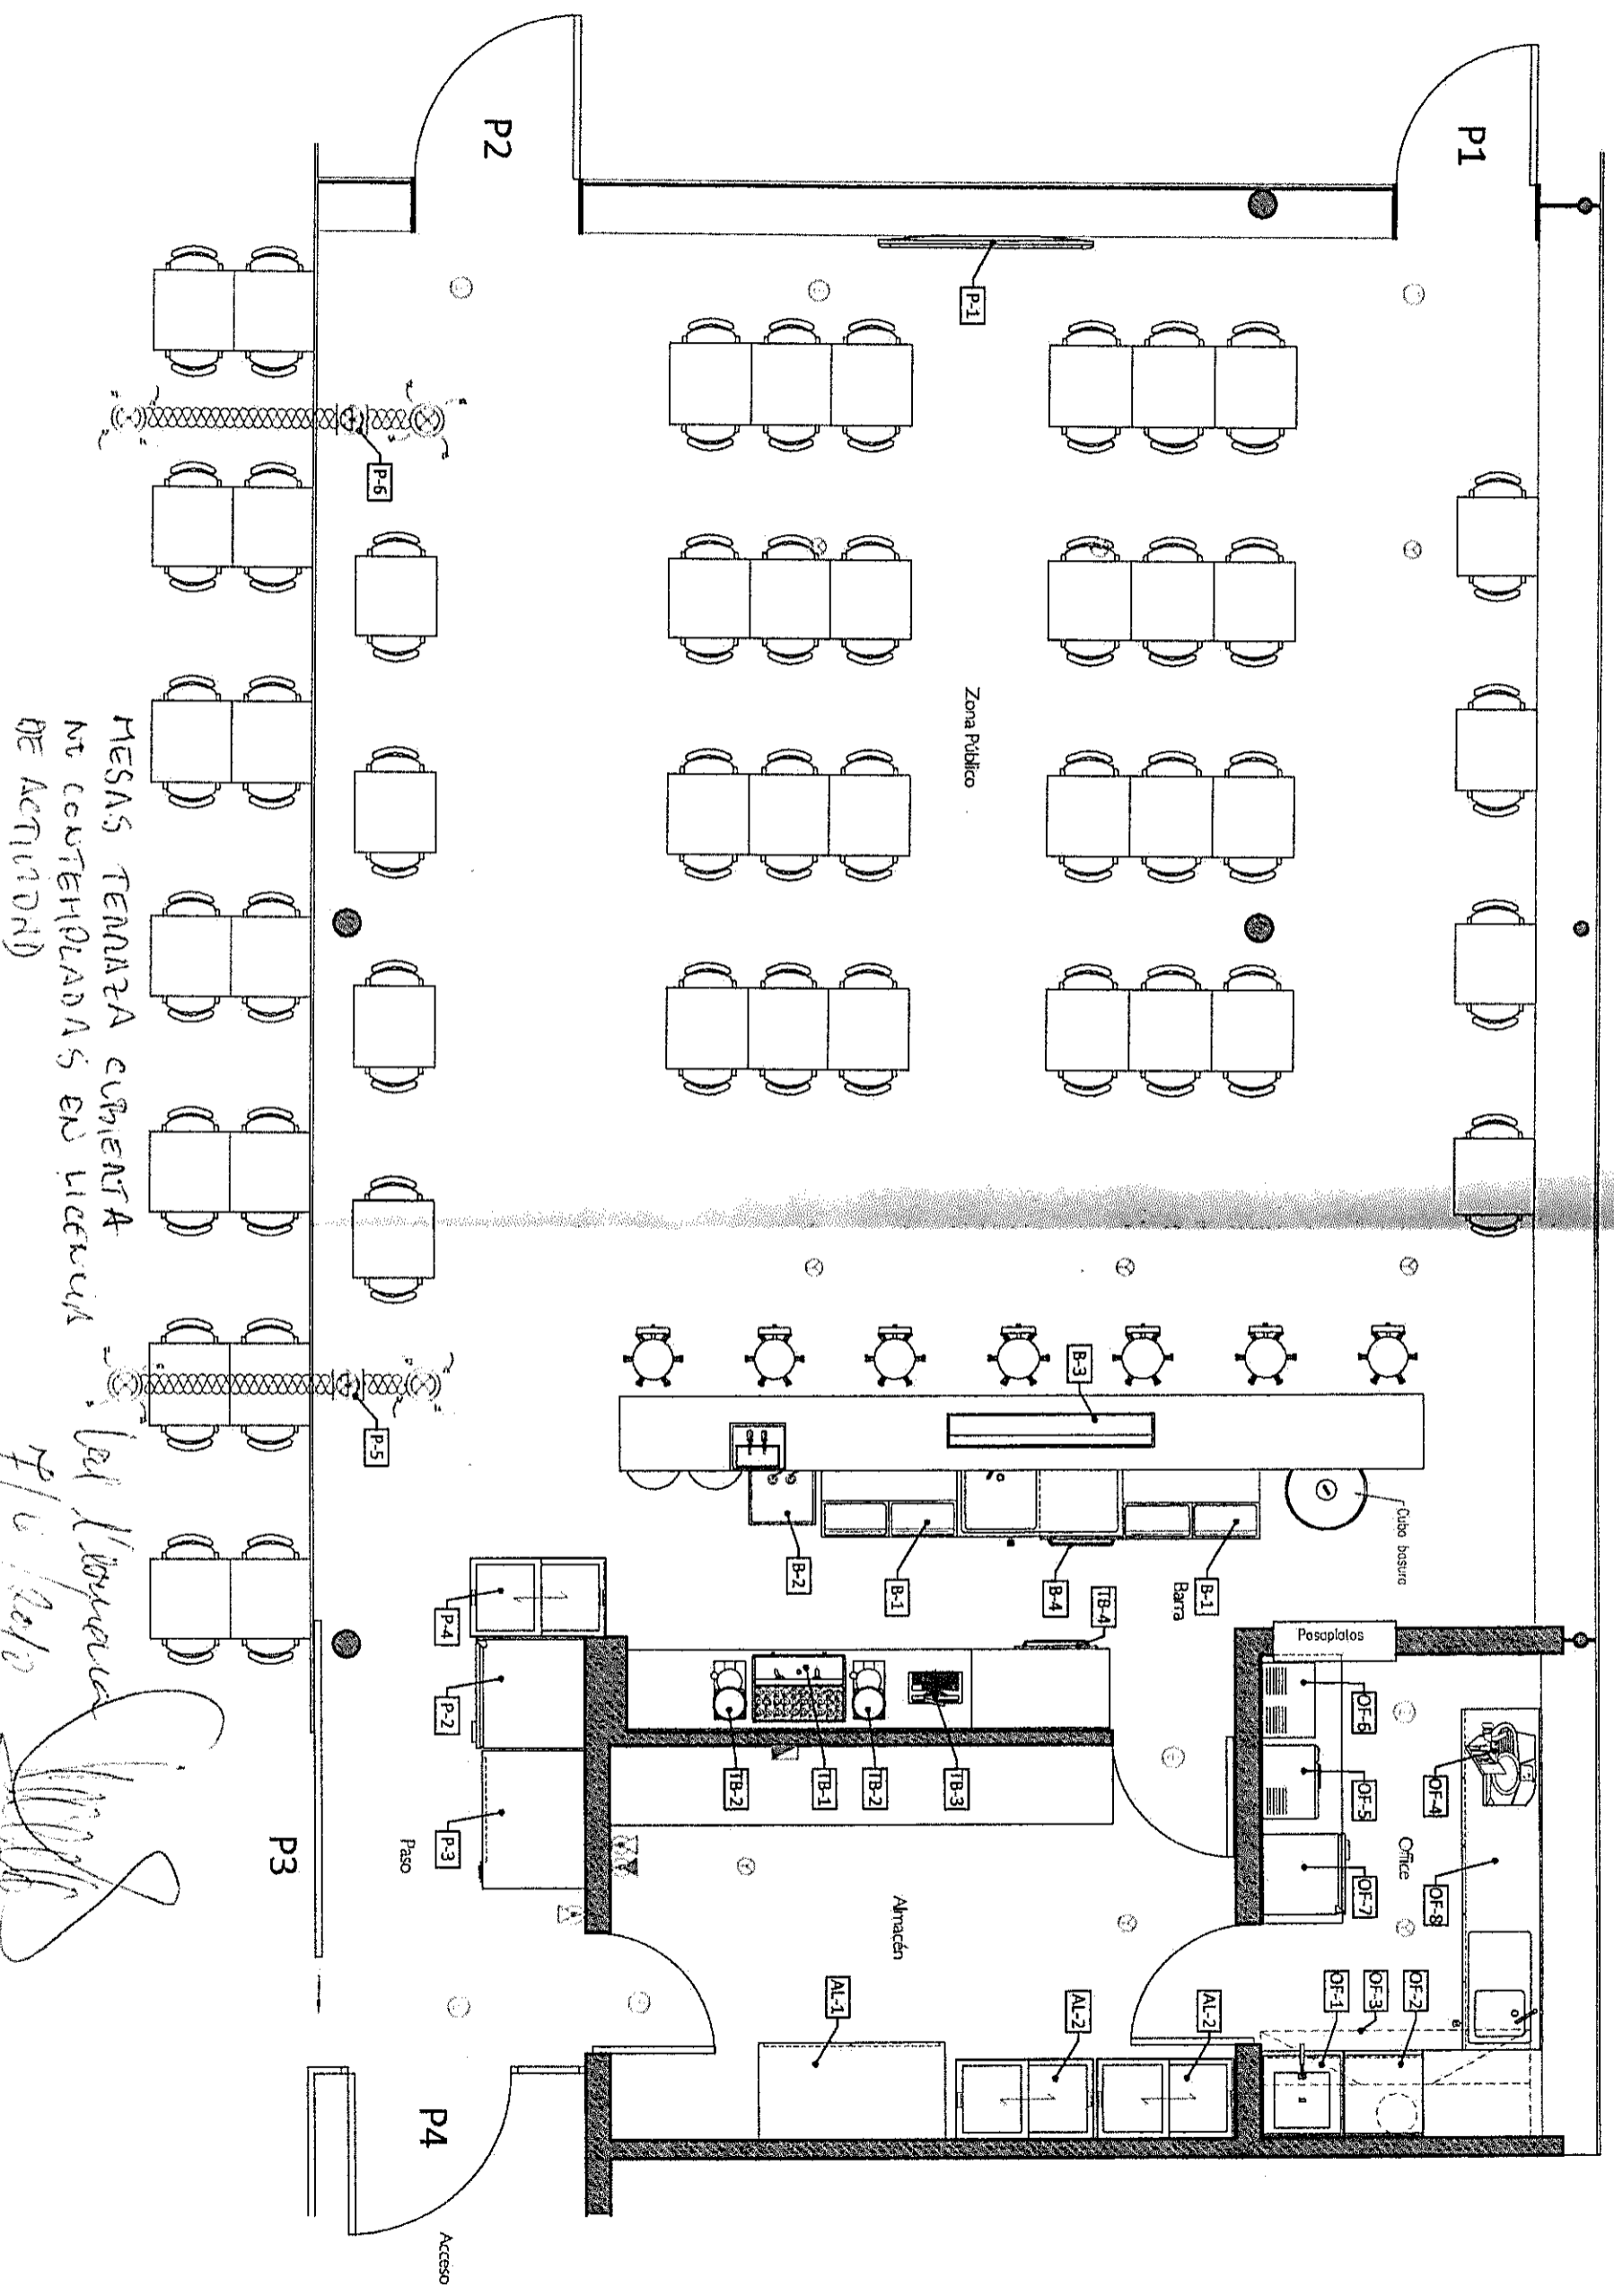 P1
P2
P-1
P-6
Zona Público
B-3
P-5
Cubo basura
B-1
Barra
B-4
TB-4
B-1
B-2
Pasaplatos
P-4
P-2
P-3
Paso
P3
TB-2
TB-1
TB-2
TB-3
OF-6
OF-5
OF-7
OF-4
OF-8
Office
Almacén
OF-1
OF-3
OF-2
AL-1
AL-2
AL-2
P4
Acceso
MESAS TERRAZA CUBIERTA
NO CONTEMPLADAS EN LICENCIA
DE ACTIVIDAD